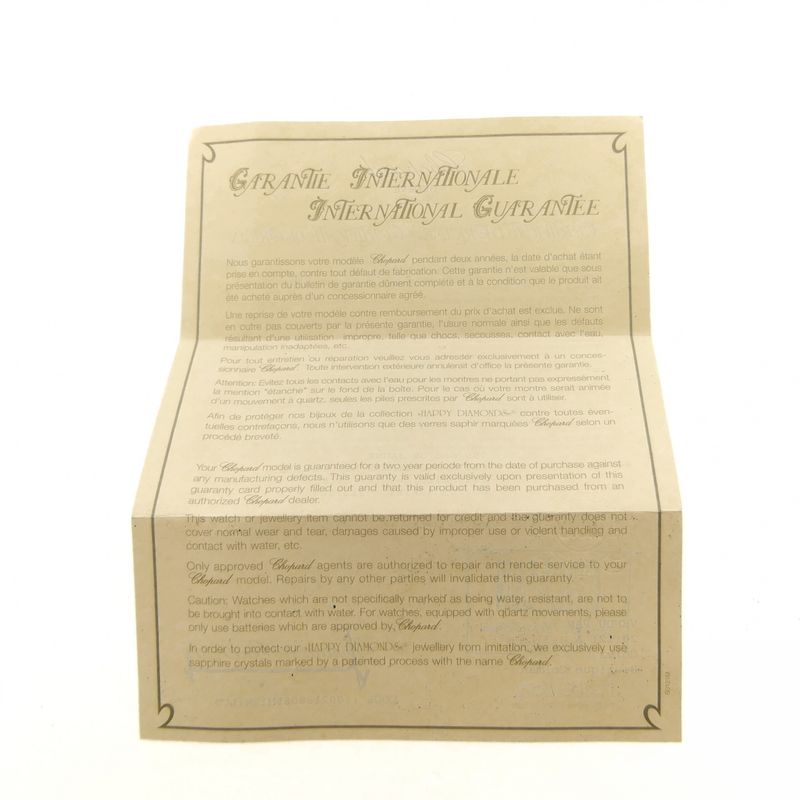 GARANTIE INTERNATIONALE
INTERNATIONAL GUARANTEE
Nous garantissons votre modèle Chopard pendant deux années, la date d'achat étant
prise en compte, contre tout défaut de fabrication. Cette garantie n'est valable que sous
présentation du bulletin de garantie dûment complété et à la condition que le produit ait
été acheté auprès d'un concessionnaire agréé.
Une reprise de votre modèle contre remboursement du prix d'achat est exclue. Ne sont
en outre pas couverts par la présente garantie, l'usure normale ainsi que les défauts
résultant d'une utilisation impropre, telle que chocs, secousses, contact avec l'eau,
manipulation inadaptées, etc.
Pour tout entretien ou réparation veuillez vous adresser exclusivement à un conces-
sionnaire Chopard. Toute intervention extérieure annulerait d'office la présente garantie.
Attention: Evitez tous les contacts avec l'eau pour les montres ne portant pas expressément
la mention "étanche" sur le fond de la boîte. Pour le cas où votre montre serait animée
d'un mouvement à quartz, seules les piles prescrites par Chopard sont à utiliser.
Afin de protéger nos bijoux de la collection «HAPPY DIAMONDS»® contre toutes éven-
tuelles contrefaçons, nous n'utilisons que des verres saphir marquées Chopard selon un
procédé breveté.
Your Chopard model is guaranteed for a two year periode from the date of purchase against
any manufacturing defects. This guaranty is valid exclusively upon presentation of this
guaranty card properly filled out and that this product has been purchased from an
authorized Chopard dealer.
This watch or jewellery item cannot be returned for credit and the guaranty does not
cover normal wear and tear, damages caused by improper use or violent handling and
contact with water, etc.
Only approved Chopard agents are authorized to repair and render service to your
Chopard model. Repairs by any other parties will invalidate this guaranty.
Caution: Watches which are not specifically marked as being water resistant, are not to
be brought into contact with water. For watches, equipped with quartz movements, please
only use batteries which are approved by Chopard.
In order to protect our «HAPPY DIAMONDS»® jewellery from imitation, we exclusively use
sapphire crystals marked by a patented process with the name Chopard.